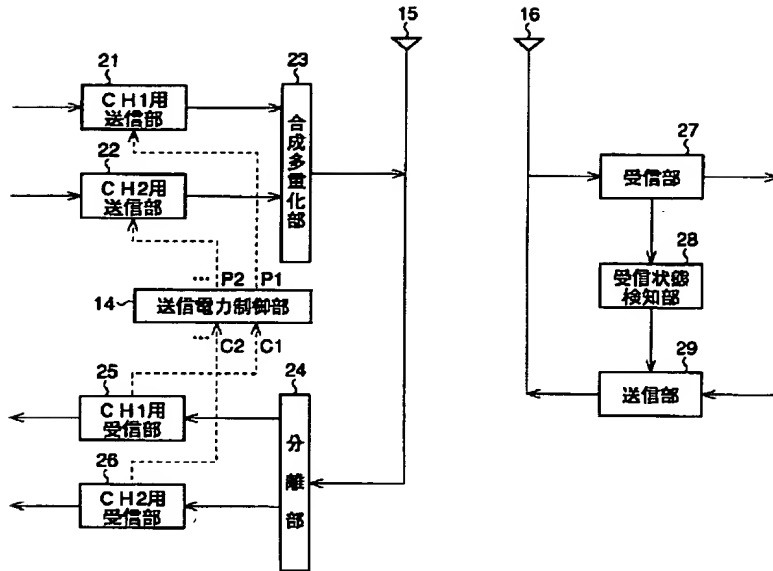 15
16
21
CH1用
送信部
23
合成多重化部
22
CH2用
送信部
27
受信部
28
受信状態
検知部
… P2 P1
14
送信電力制御部
… C2 C1
29
送信部
25
CH1用
受信部
24
分離部
26
CH2用
受信部